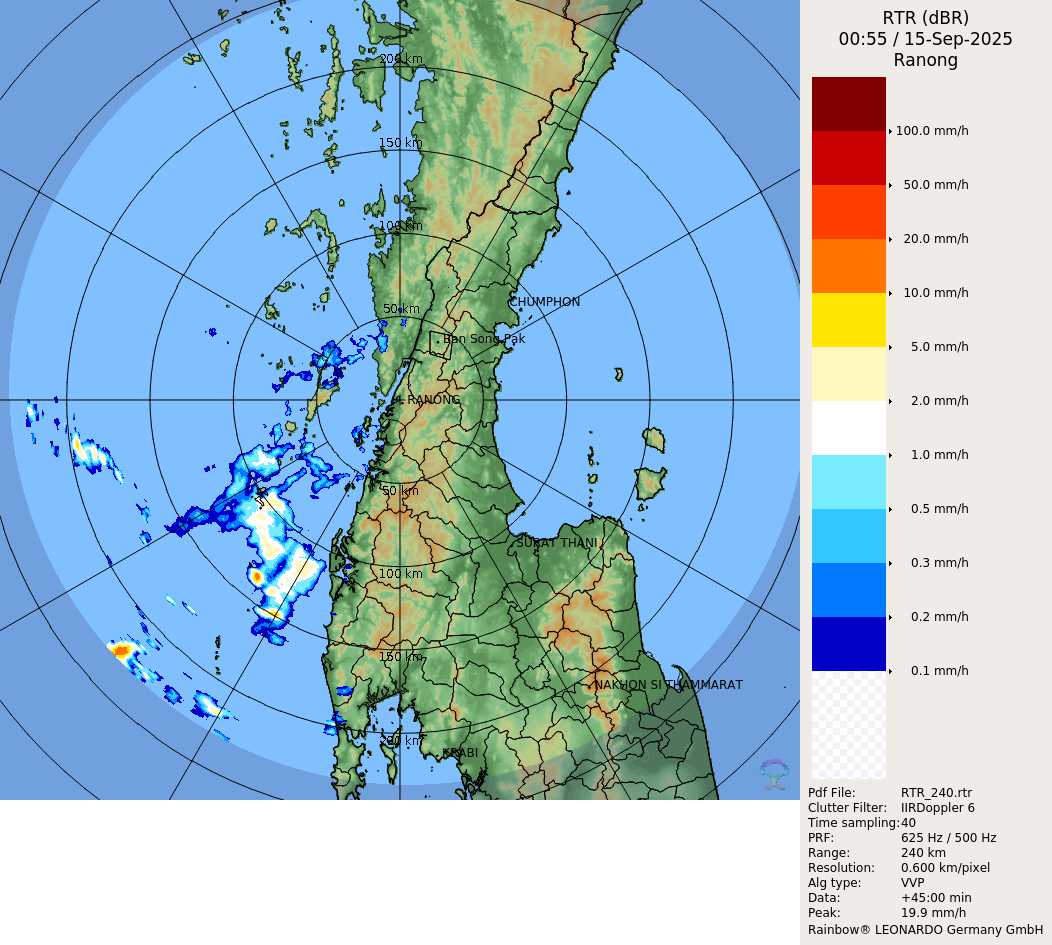 RTR (dBR)
00:55 / 15-Sep-2025
Ranong
200 km
150 km
100 km
50 km
CHUMPHON
Ban Song Pak
RANONG
50 km
SURAT THANI
100 km
150 km
NAKHON SI THAMMARAT
200 km
KRABI
100.0 mm/h
50.0 mm/h
20.0 mm/h
10.0 mm/h
5.0 mm/h
2.0 mm/h
1.0 mm/h
0.5 mm/h
0.3 mm/h
0.2 mm/h
0.1 mm/h
Pdf File: RTR_240.rtr
Clutter Filter: IIRDoppler 6
Time sampling:40
PRF: 625 Hz / 500 Hz
Range: 240 km
Resolution: 0.600 km/pixel
Alg type: VVP
Data: +45:00 min
Peak: 19.9 mm/h
Rainbow® LEONARDO Germany GmbH